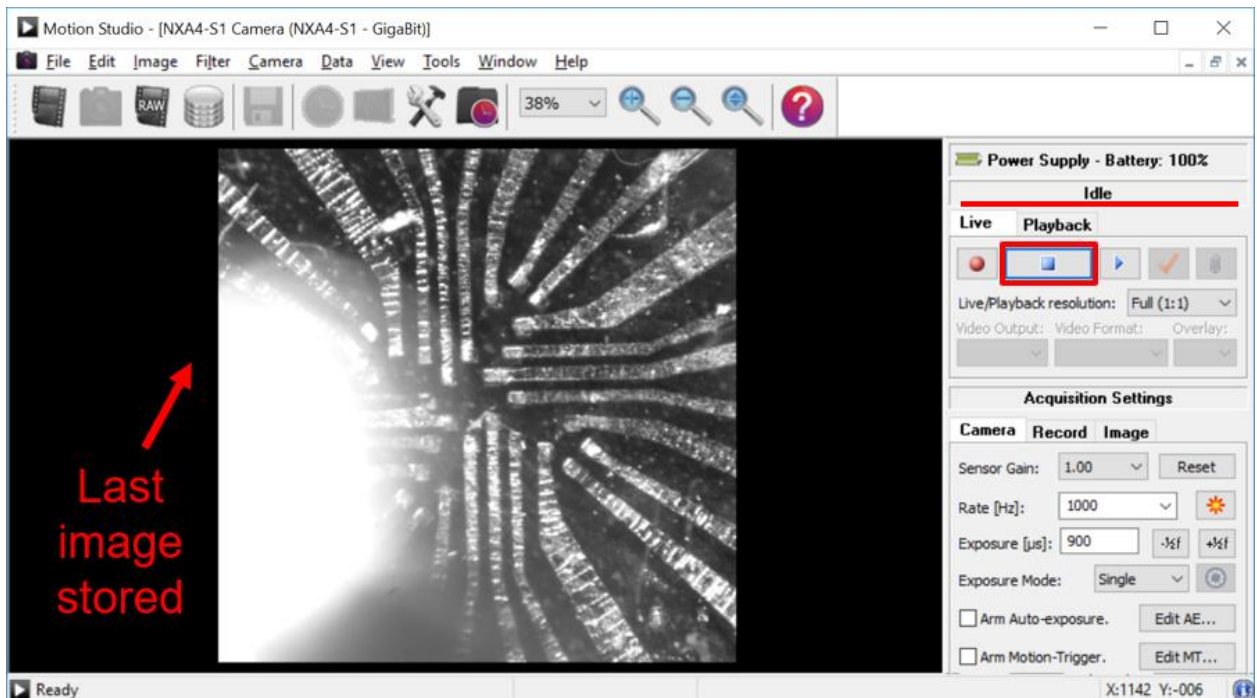 Motion Studio - [NXA4-S1 Camera (NXA4-S1 - GigaBit)]
File Edit Image Filter Camera Data View Tools Window Help
RAW 38% ?
Power Supply - Battery: 100%
Idle
Live Playback
Live/Playback resolution: Full (1:1)
Video Output: Video Format: Overlay:
Acquisition Settings
Camera Record Image
Sensor Gain: 1.00 Reset
Rate [Hz]: 1000
Exposure [µs]: 900 -½f +½f
Exposure Mode: Single
Arm Auto-exposure. Edit AE...
Arm Motion-Trigger. Edit MT...
Last
image
stored
Ready X:1142 Y:-006